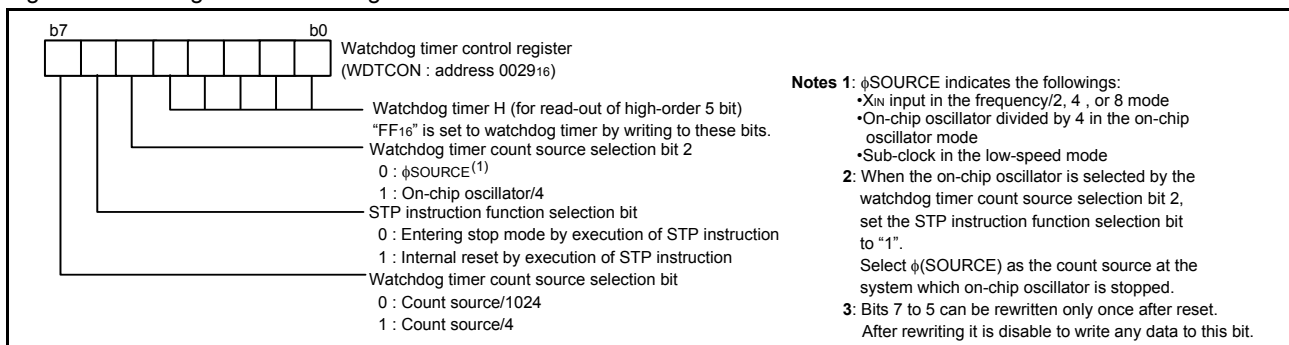 b7 b0
Watchdog timer control register
(WDTCON : address 002916)
Watchdog timer H (for read-out of high-order 5 bit)
“FF16” is set to watchdog timer by writing to these bits.
Watchdog timer count source selection bit 2
0 : ϕSOURCE(1)
1 : On-chip oscillator/4
STP instruction function selection bit
0 : Entering stop mode by execution of STP instruction
1 : Internal reset by execution of STP instruction
Watchdog timer count source selection bit
0 : Count source/1024
1 : Count source/4
Notes 1: ϕSOURCE indicates the followings:
•XIN input in the frequency/2, 4 , or 8 mode
•On-chip oscillator divided by 4 in the on-chip
oscillator mode
•Sub-clock in the low-speed mode
2: When the on-chip oscillator is selected by the
watchdog timer count source selection bit 2,
set the STP instruction function selection bit
to “1”.
Select ϕ(SOURCE) as the count source at the
system which on-chip oscillator is stopped.
3: Bits 7 to 5 can be rewritten only once after reset.
After rewriting it is disable to write any data to this bit.